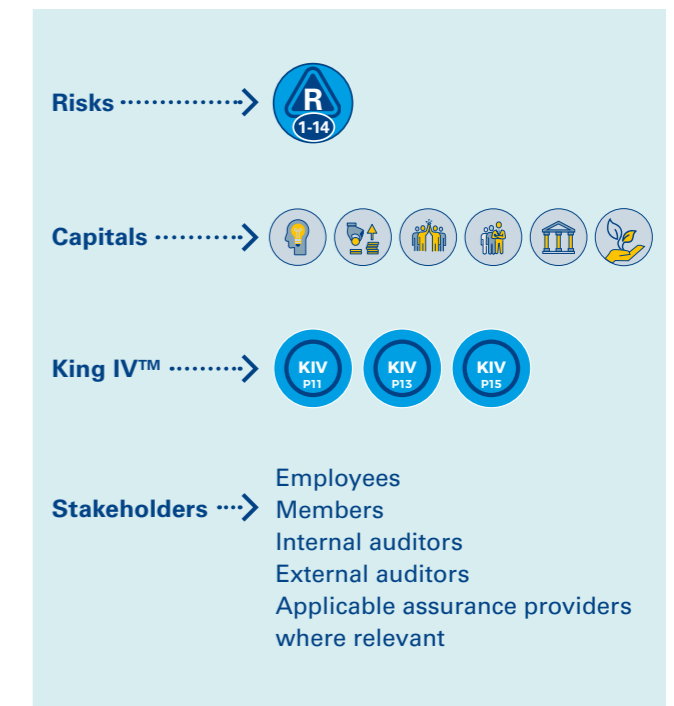 Risks
R
1-14
Capitals
King IV™
KIV
P11
KIV
P13
KIV
P15
Stakeholders
Employees
Members
Internal auditors
External auditors
Applicable assurance providers
where relevant